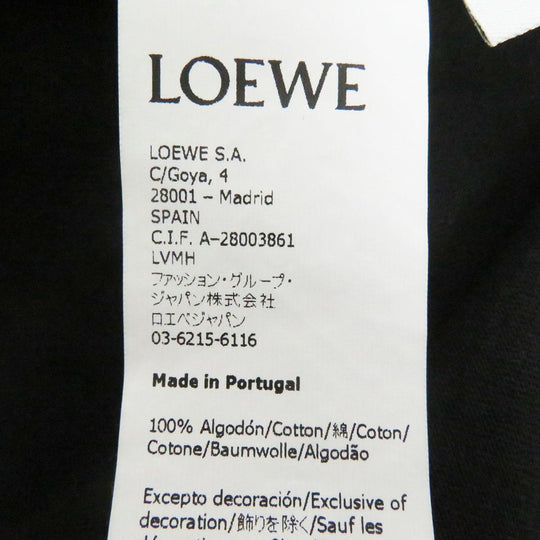 LOEWE
LOEWE S.A.
C/Goya, 4
28001 – Madrid
SPAIN
C.I.F. A–28003861
LVMH
ファッション・グループ・
ジャパン株式会社
ロエベジャパン
03-6215-6116
Made in Portugal
100% Algodón/Cotton/綿/Coton/
Cotone/Baumwolle/Algodão
Excepto decoración/Exclusive of
decoration/飾りを除く/Sauf les